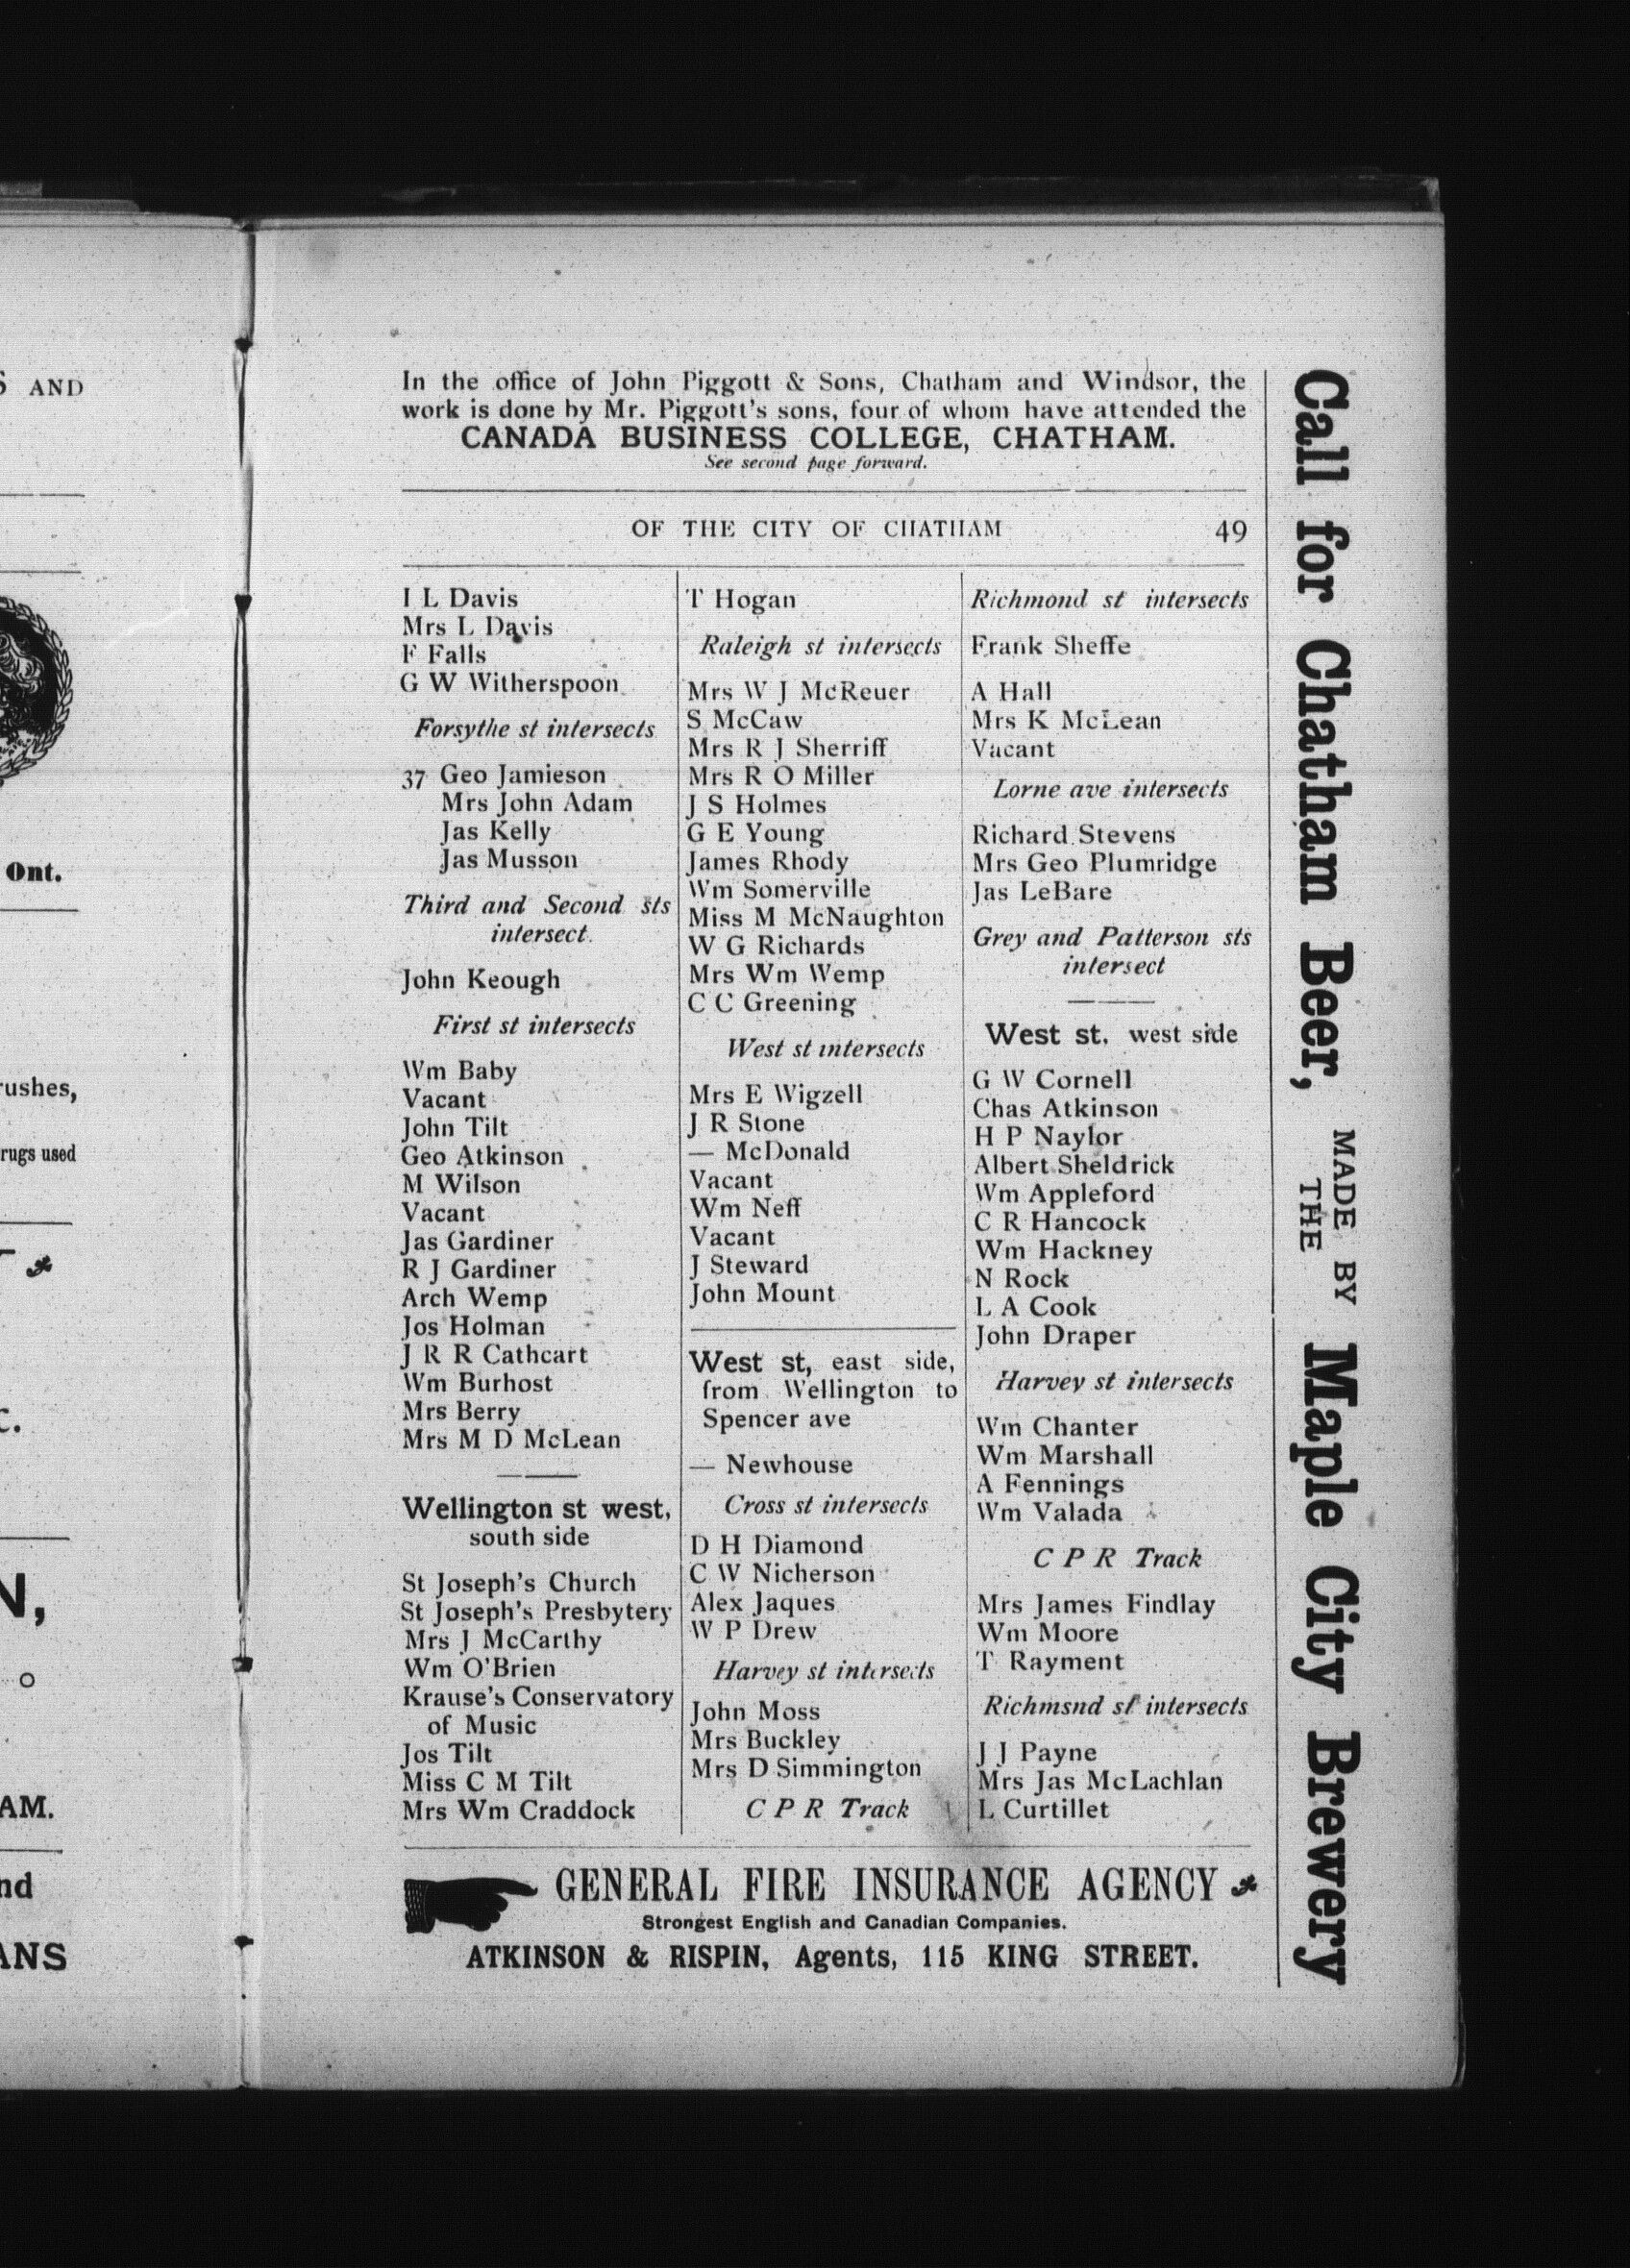 S AND
Ont.
rushes,
rugs used
c.
N,
AM.
nd
ANS
In the office of John Piggott & Sons, Chatham and Windsor, the
work is done by Mr. Piggott's sons, four of whom have attended the
CANADA BUSINESS COLLEGE, CHATHAM.
See second page forward.
OF THE CITY OF CHATHAM 49
I L Davis
Mrs L Davis
F Falls
G W Witherspoon
Forsythe st intersects
37 Geo Jamieson
Mrs John Adam
Jas Kelly
Jas Musson
Third and Second sts
intersect.
John Keough
First st intersects
Wm Baby
Vacant
John Tilt
Geo Atkinson
M Wilson
Vacant
Jas Gardiner
R J Gardiner
Arch Wemp
Jos Holman
J R R Cathcart
Wm Burhost
Mrs Berry
Mrs M D McLean
Wellington st west,
south side
St Joseph's Church
St Joseph's Presbytery
Mrs J McCarthy
Wm O'Brien
Krause's Conservatory
of Music
Jos Tilt
Miss C M Tilt
Mrs Wm Craddock
T Hogan
Raleigh st intersects
Mrs W J McReuer
S McCaw
Mrs R J Sherriff
Mrs R O Miller
J S Holmes
G E Young
James Rhody
Wm Somerville
Miss M McNaughton
W G Richards
Mrs Wm Wemp
C C Greening
West st intersects
Mrs E Wigzell
J R Stone
— McDonald
Vacant
Wm Neff
Vacant
J Steward
John Mount
West st, east side,
from Wellington to
Spencer ave
— Newhouse
Cross st intersects
D H Diamond
C W Nicherson
Alex Jaques
W P Drew
Harvey st intersects
John Moss
Mrs Buckley
Mrs D Simmington
C P R Track
Richmond st intersects
Frank Sheffe
A Hall
Mrs K McLean
Vacant
Lorne ave intersects
Richard Stevens
Mrs Geo Plumridge
Jas LeBare
Grey and Patterson sts
intersect
West st, west side
G W Cornell
Chas Atkinson
H P Naylor
Albert Sheldrick
Wm Appleford
C R Hancock
Wm Hackney
N Rock
L A Cook
John Draper
Harvey st intersects
Wm Chanter
Wm Marshall
A Fennings
Wm Valada
C P R Track
Mrs James Findlay
Wm Moore
T Rayment
Richmsnd st intersects
J J Payne
Mrs Jas McLachlan
L Curtillet
GENERAL FIRE INSURANCE AGENCY
Strongest English and Canadian Companies.
ATKINSON & RISPIN, Agents, 115 KING STREET.
Call for Chatham Beer, MADE BY THE Maple City Brewery